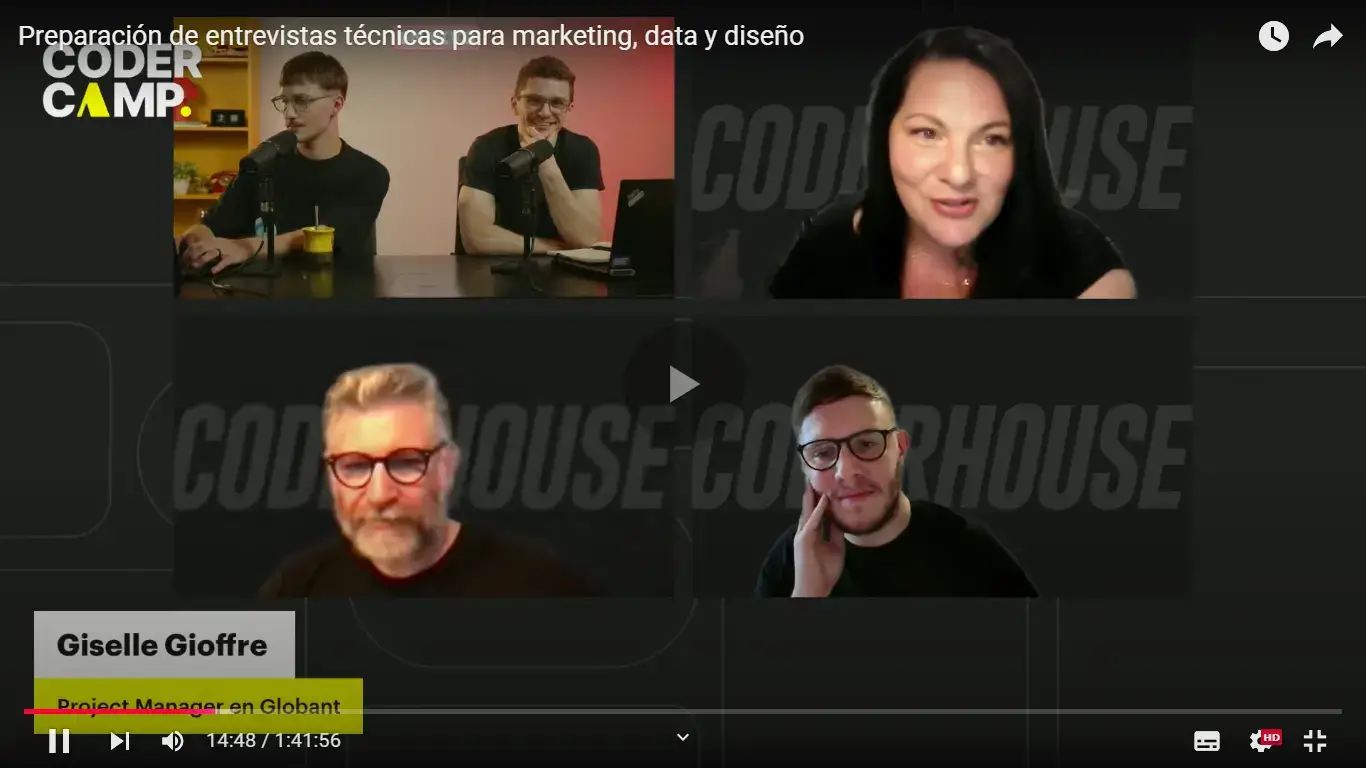 Preparación de entrevistas técnicas para marketing, data y diseño
CODER
CAMP.
CODERHOUSE
CODERHOUSE
CODERHOUSE
Giselle Gioffre
Project Manager en Globant
14:48 / 1:41:56
HD